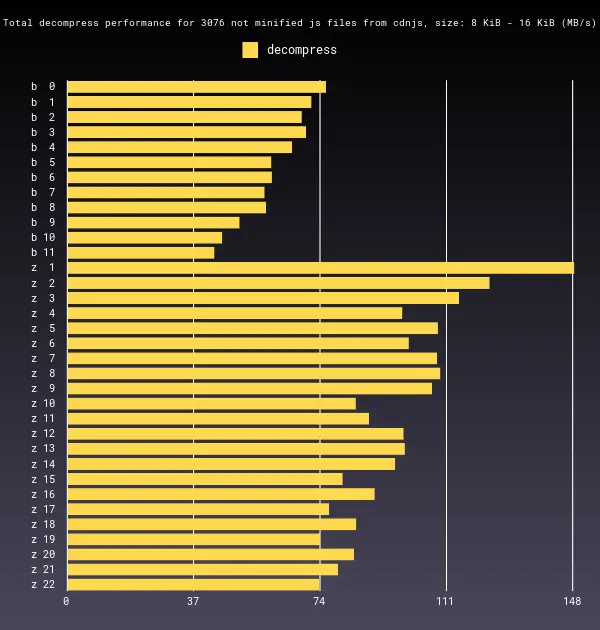 Total decompress performance for 3076 not minified js files from cdnjs, size: 8 KiB - 16 KiB (MB/s)
decompress
b 0
b 1
b 2
b 3
b 4
b 5
b 6
b 7
b 8
b 9
b 10
b 11
z 1
z 2
z 3
z 4
z 5
z 6
z 7
z 8
z 9
z 10
z 11
z 12
z 13
z 14
z 15
z 16
z 17
z 18
z 19
z 20
z 21
z 22
0 37 74 111 148